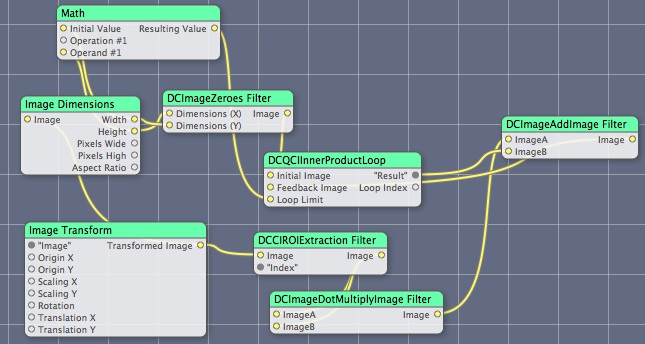 Math
Initial Value Resulting Value
Operation #1
Operand #1
Image Dimensions
Image Width
Height
Pixels Wide
Pixels High
Aspect Ratio
DCImageZeroes Filter
Dimensions (X) Image
Dimensions (Y)
DCQCIInnerProductLoop
Initial Image "Result"
Feedback Image Loop Index
Loop Limit
DCImageAddImage Filter
ImageA Image
ImageB
Image Transform
"Image" Transformed Image
Origin X
Origin Y
Scaling X
Scaling Y
Rotation
Translation X
Translation Y
DCCIROIExtraction Filter
Image Image
"Index"
DCImageDotMultiplyImage Filter
ImageA Image
ImageB